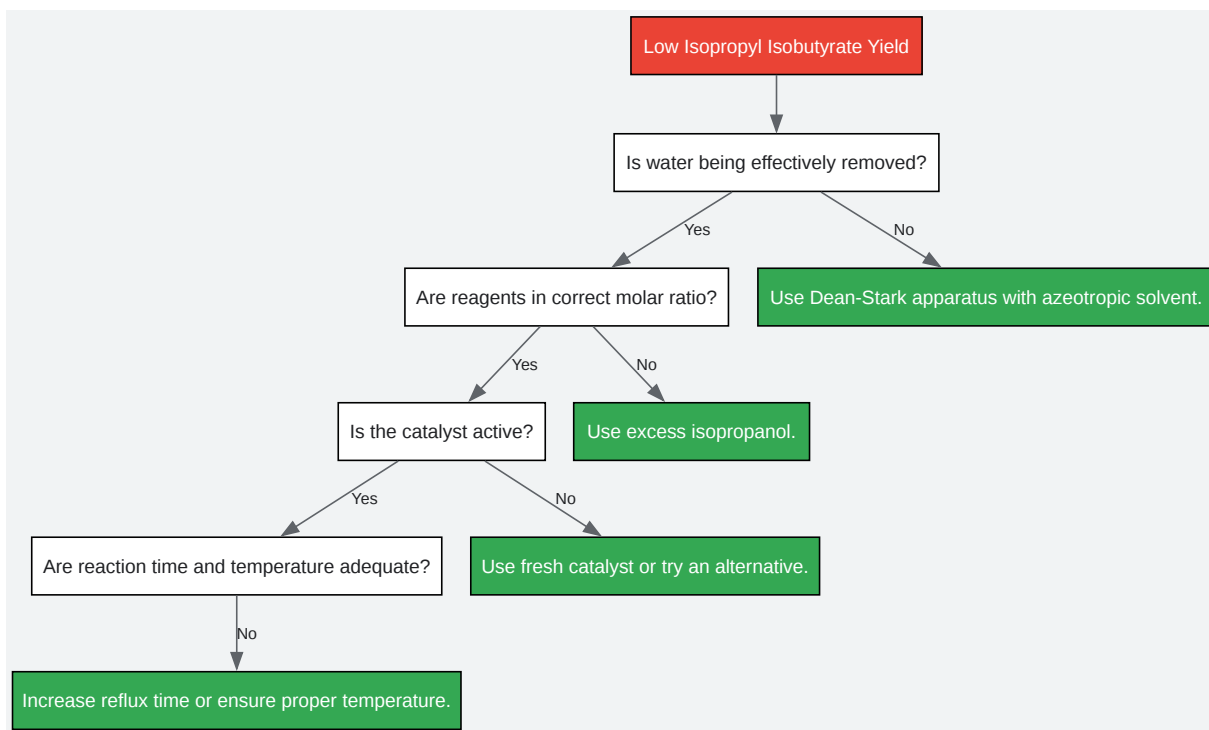 Low Isopropyl Isobutyrate Yield
Is water being effectively removed?
Yes
No
Are reagents in correct molar ratio?
Use Dean-Stark apparatus with azeotropic solvent.
Yes
No
Is the catalyst active?
Use excess isopropanol.
Yes
No
Are reaction time and temperature adequate?
Use fresh catalyst or try an alternative.
No
Increase reflux time or ensure proper temperature.